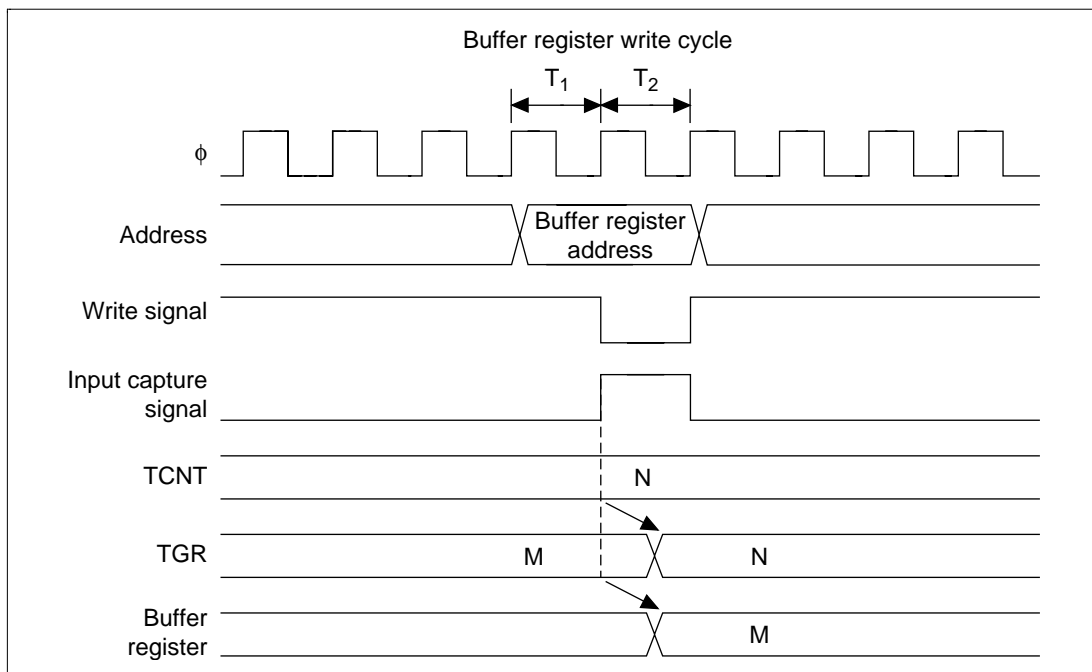 Buffer register write cycle
T1 T2
ϕ
Address
Buffer register
address
Write signal
Input capture
signal
TCNT
N
TGR
M
N
Buffer
register
M